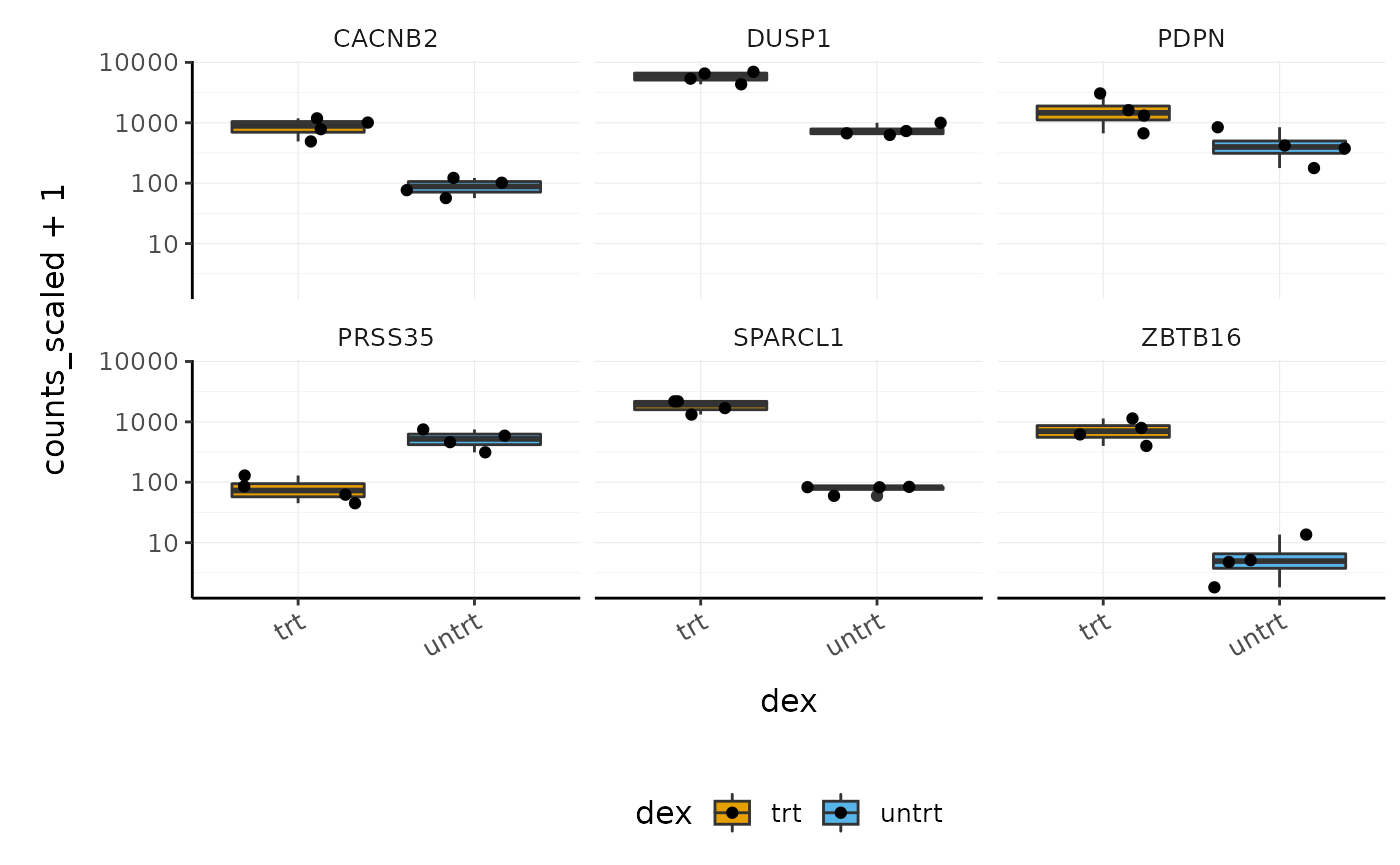 CACNB2 DUSP1 PDPN
10000
1000
100
10
counts_scaled + 1
PRSS35 SPARCL1 ZBTB16
10000
1000
100
10
trt untrt trt untrt trt untrt
dex
dex trt untrt